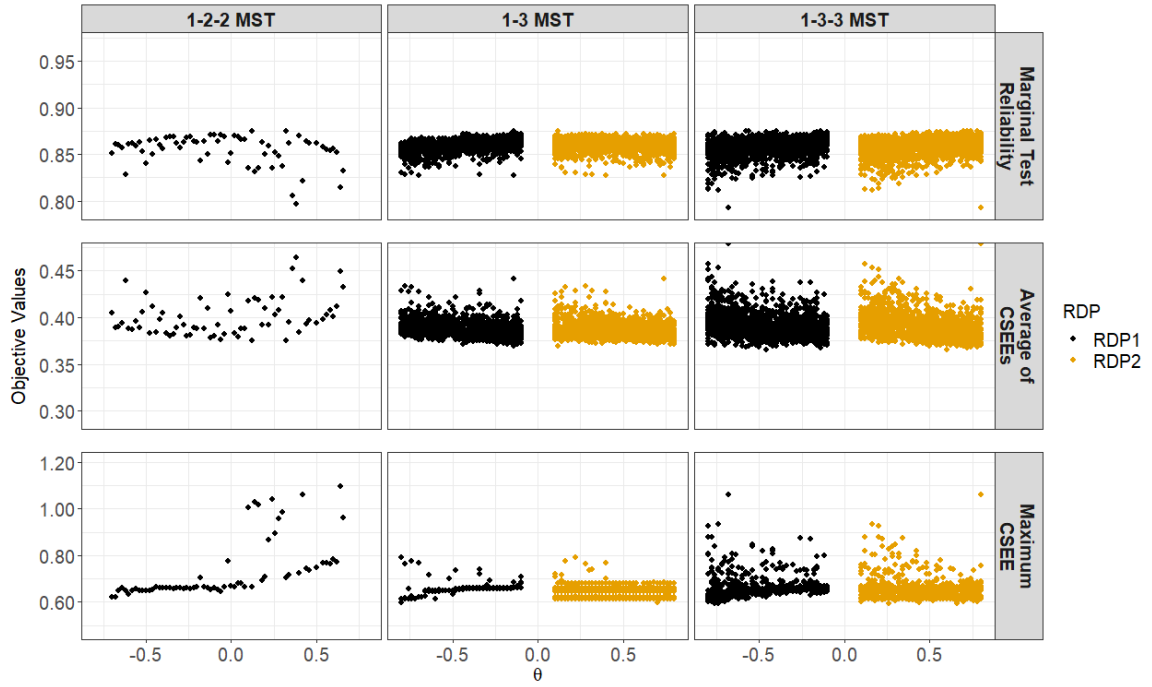 1-2-2 MST
1-3 MST
1-3-3 MST
0.95
0.90
0.85
0.80
Marginal Test
Reliability
0.45
0.40
0.35
0.30
Average of
CSEEs
Objective Values
1.20
1.00
0.80
0.60
Maximum
CSEE
-0.5
0.0
0.5
-0.5
0.0
0.5
-0.5
0.0
0.5
θ
RDP
RDP1
RDP2